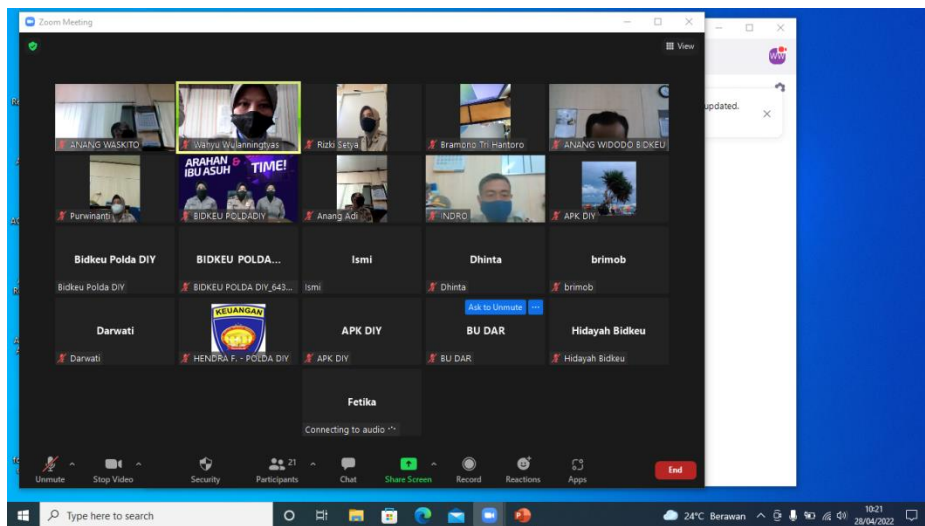 Zoom Meeting
View
WW
updated.
ANANG WASKITO
Wahyu Wulanningtyas
Rizki Setya
Bramono Tri Hantoro
ANANG WIDODO BIDKEU
ARAHAN &
IBU ASUH
TIME!
Purwinanti
BIDKEU POLDADIY
Anang Adi
INDRO
APK DIY
Bidkeu Polda DIY
BIDKEU POLDA...
Ismi
Dhinta
brimob
Bidkeu Polda DIY
BIDKEU POLDA DIY_643...
Ismi
Dhinta
brimob
Ask to Unmute
Darwati
KEUANGAN
APK DIY
BU DAR
Hidayah Bidkeu
Darwati
HENDRA F. - POLDA DIY
APK DIY
BU DAR
Hidayah Bidkeu
Fetika
Connecting to audio
21
Unmute
Stop Video
Security
Participants
Chat
Share Screen
Record
Reactions
Apps
End
Type here to search
24°C Berawan
10:21
28/04/2022